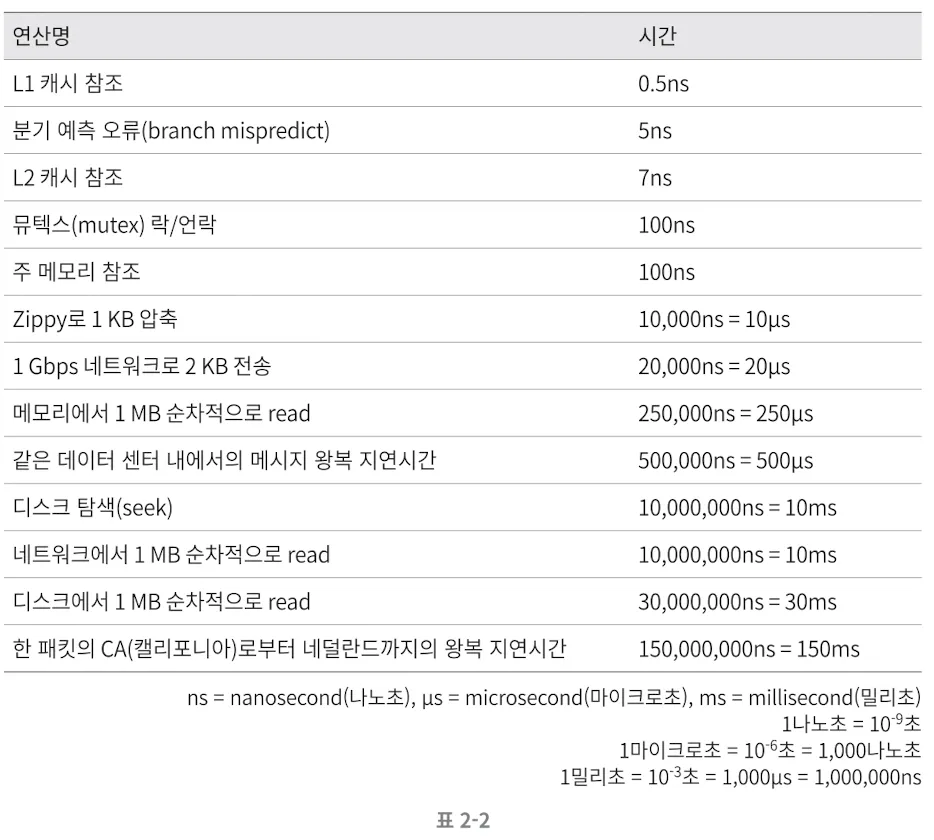 연산명 시간
L1 캐시 참조 0.5ns
분기 예측 오류(branch mispredict) 5ns
L2 캐시 참조 7ns
뮤텍스(mutex) 락/언락 100ns
주 메모리 참조 100ns
Zippy로 1 KB 압축 10,000ns = 10μs
1 Gbps 네트워크로 2 KB 전송 20,000ns = 20μs
메모리에서 1 MB 순차적으로 read 250,000ns = 250μs
같은 데이터 센터 내에서의 메시지 왕복 지연시간 500,000ns = 500μs
디스크 탐색(seek) 10,000,000ns = 10ms
네트워크에서 1 MB 순차적으로 read 10,000,000ns = 10ms
디스크에서 1 MB 순차적으로 read 30,000,000ns = 30ms
한 패킷의 CA(캘리포니아)로부터 네덜란드까지의 왕복 지연시간 150,000,000ns = 150ms
ns = nanosecond(나노초), μs = microsecond(마이크로초), ms = millisecond(밀리초)
1나노초 = 10⁻⁹초
1마이크로초 = 10⁻⁶초 = 1,000나노초
1밀리초 = 10⁻³초 = 1,000μs = 1,000,000ns
표 2-2